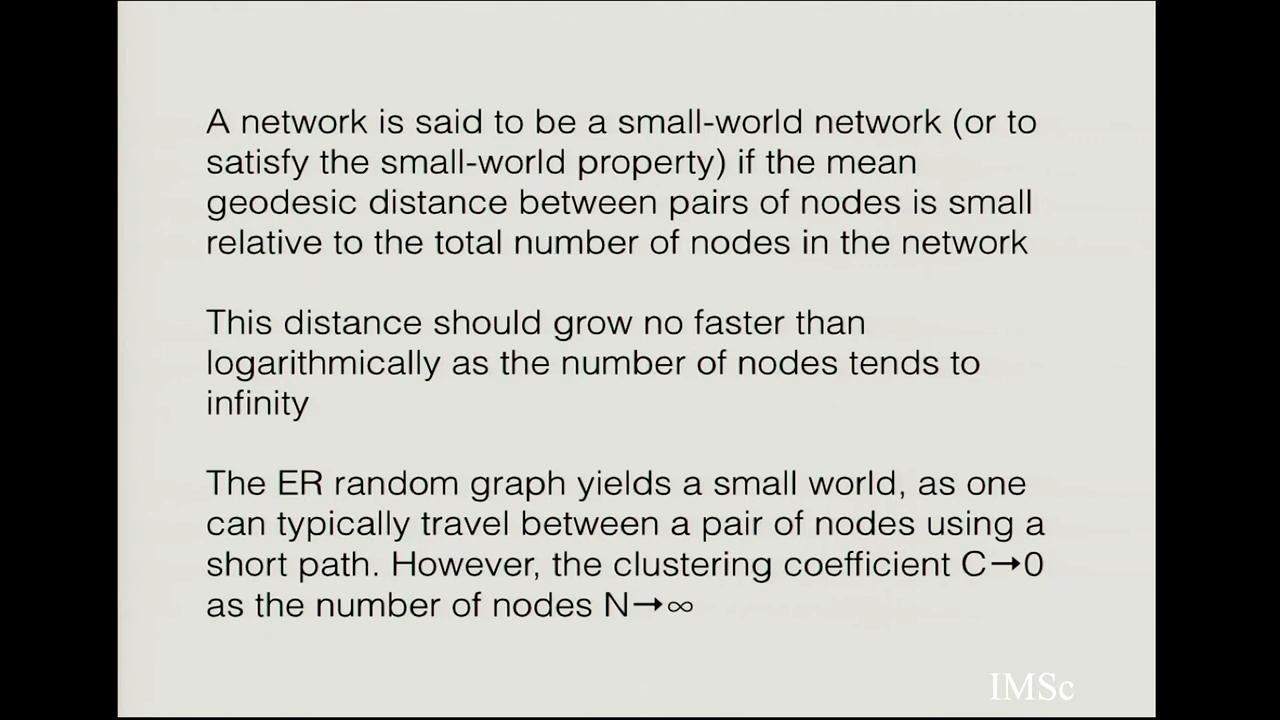 A network is said to be a small-world network (or to
satisfy the small-world property) if the mean
geodesic distance between pairs of nodes is small
relative to the total number of nodes in the network
This distance should grow no faster than
logarithmically as the number of nodes tends to
infinity
The ER random graph yields a small world, as one
can typically travel between a pair of nodes using a
short path. However, the clustering coefficient C→0
as the number of nodes N→∞
IMSc